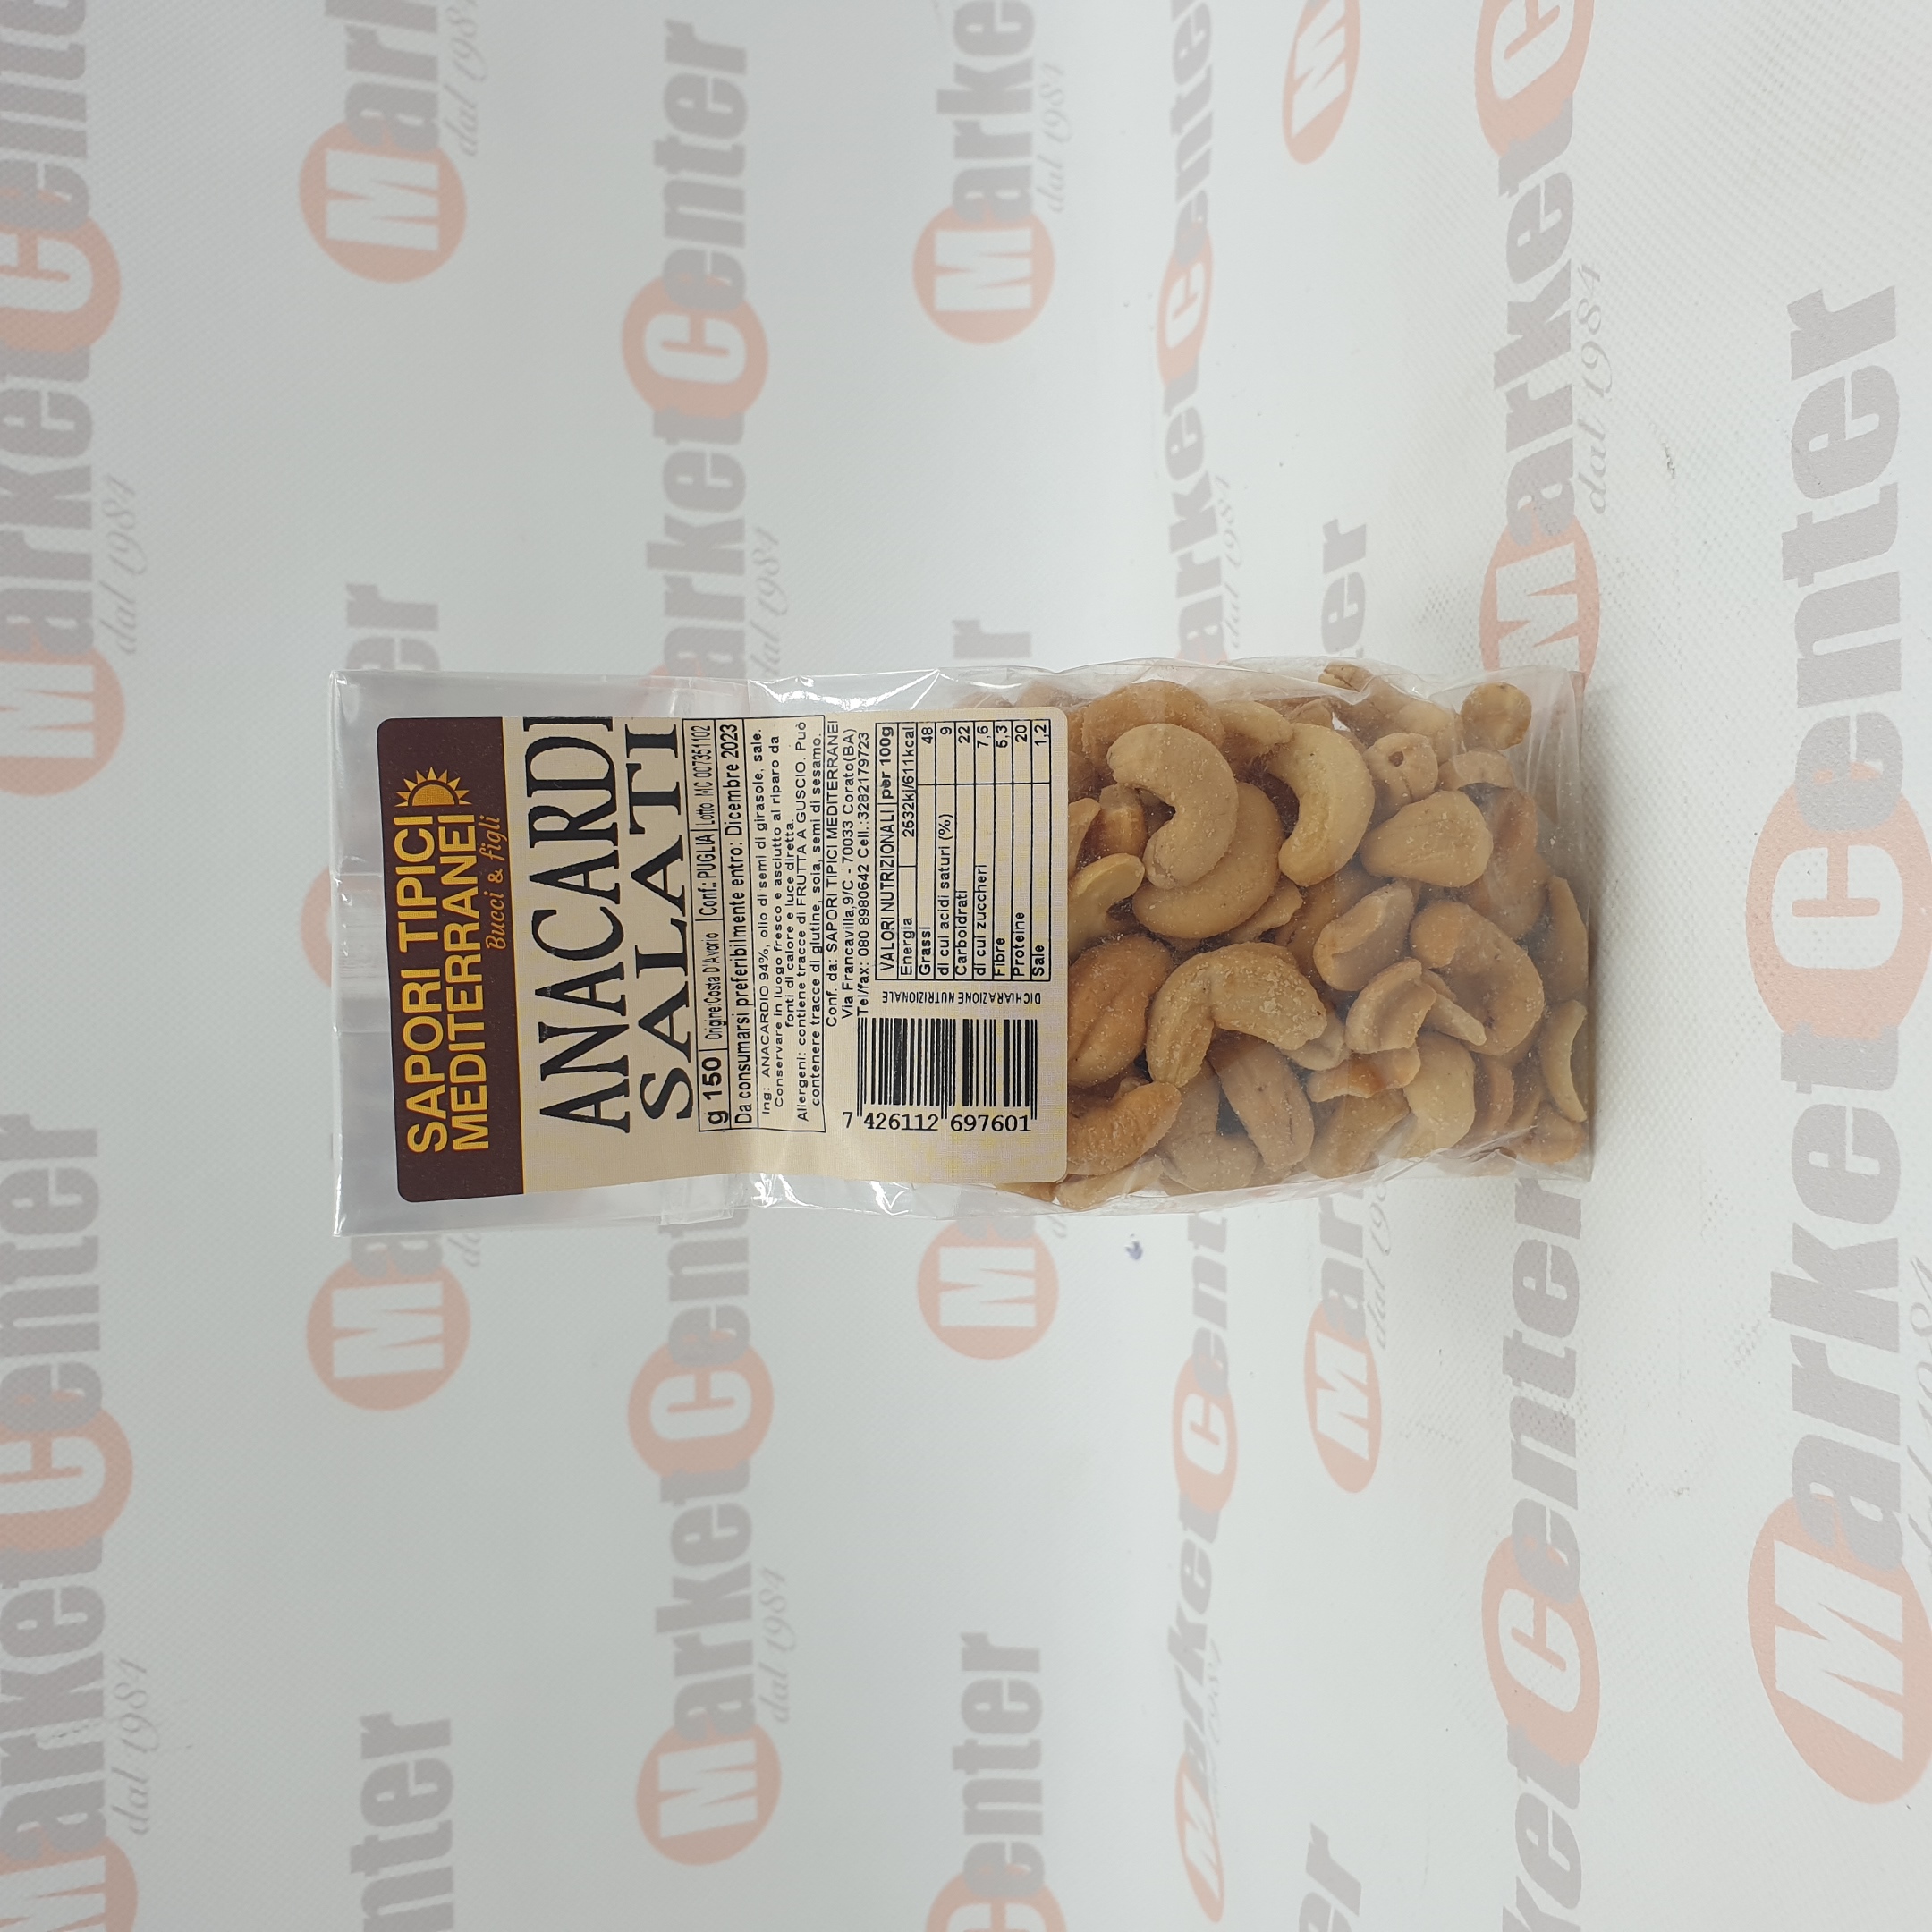 SAPORI TIPICI
MEDITERRANEI
Bucci & figli
ANACARDI
SALATI
g 150 Origine:Costa D'Avorio Conf.: PUGLIA Lotto: MC 007351102
Da consumarsi preferibilmente entro: Dicembre 2023
Ing: ANACARDIO 94%, olio di semi di girasole, sale.
Conservare in luogo fresco e asciutto al riparo da
fonti di calore e luce diretta.
Allergeni: contiene tracce di FRUTTA A GUSCIO. Può
contenere tracce di glutine, soia, semi di sesamo.
Conf. da: SAPORI TIPICI MEDITERRANEI
Via Francavilla,9/C - 70033 Corato(BA)
Tel/fax: 080 8980642 Cell.:3282179723
7 426112 697601
DICHIARAZIONE NUTRIZIONALE
VALORI NUTRIZIONALI per 100g
Energia 2532kj/611kcal
Grassi 48
di cui acidi saturi (%) 9
Carboidrati 22
di cui zuccheri 7,6
Fibre 5,3
Proteine 20
Sale 1,2
Market Center
dal 1984